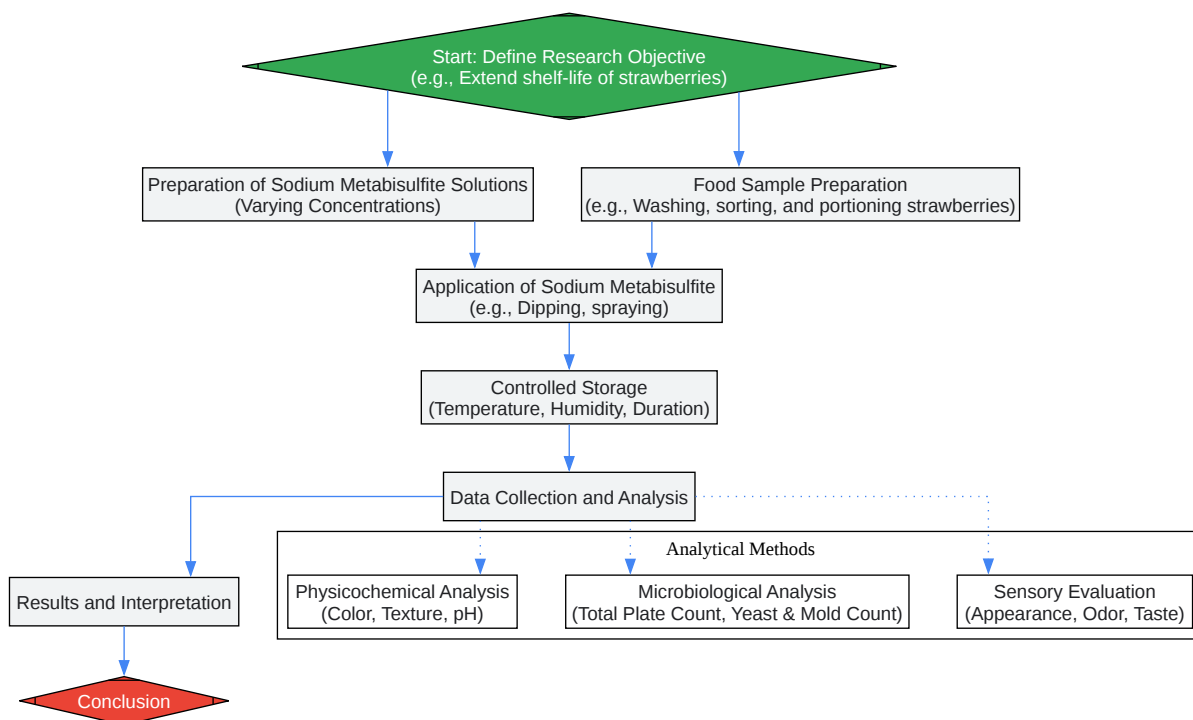 Start: Define Research Objective
(e.g., Extend shelf-life of strawberries)
Preparation of Sodium Metabisulfite Solutions
(Varying Concentrations)
Food Sample Preparation
(e.g., Washing, sorting, and portioning strawberries)
Application of Sodium Metabisulfite
(e.g., Dipping, spraying)
Controlled Storage
(Temperature, Humidity, Duration)
Data Collection and Analysis
Analytical Methods
Physicochemical Analysis
(Color, Texture, pH)
Microbiological Analysis
(Total Plate Count, Yeast & Mold Count)
Sensory Evaluation
(Appearance, Odor, Taste)
Results and Interpretation
Conclusion